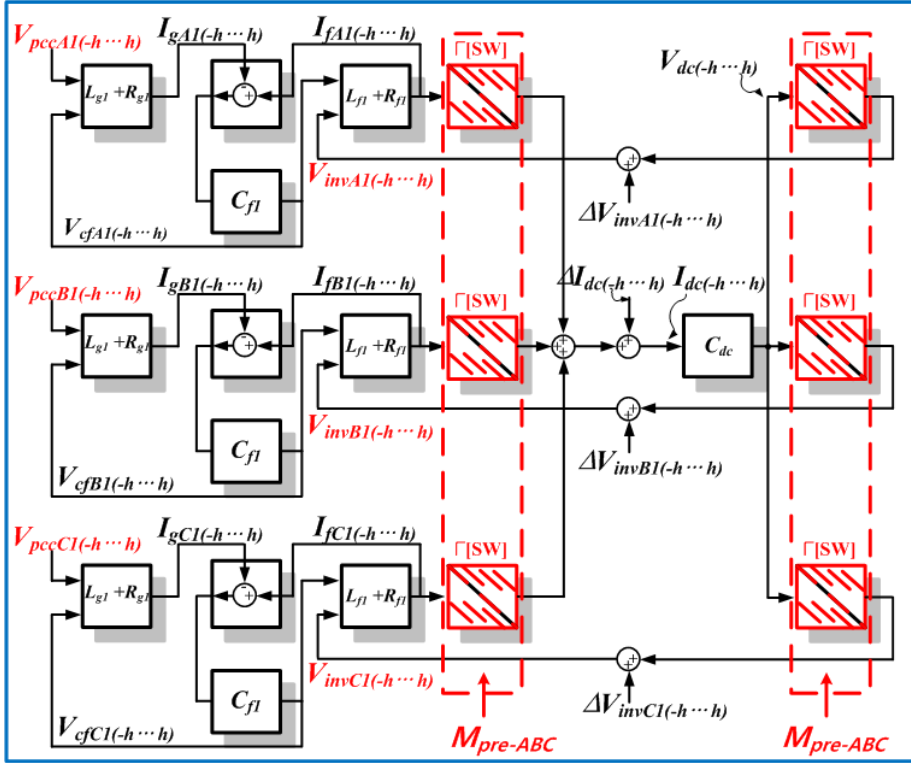 V_pccA1(-h⋯h) I_gA1(-h⋯h) I_fA1(-h⋯h) Γ[SW] V_dc(-h⋯h) Γ[SW]
L_g1 +R_g1 - + L_f1 +R_f1
C_f1 V_invA1(-h⋯h) + +
V_cfA1(-h⋯h) ΔV_invA1(-h⋯h)
V_pccB1(-h⋯h) I_gB1(-h⋯h) I_fB1(-h⋯h) Γ[SW] ΔI_dc(-h⋯h) I_dc(-h⋯h) Γ[SW]
L_g1 +R_g1 - + L_f1 +R_f1 + + + + + C_dc
C_f1 V_invB1(-h⋯h) + +
V_cfB1(-h⋯h) ΔV_invB1(-h⋯h)
V_pccC1(-h⋯h) I_gC1(-h⋯h) I_fC1(-h⋯h) Γ[SW] Γ[SW]
L_g1 +R_g1 - + L_f1 +R_f1
C_f1 V_invC1(-h⋯h) + +
V_cfC1(-h⋯h) ΔV_invC1(-h⋯h)
M_pre-ABC M_pre-ABC